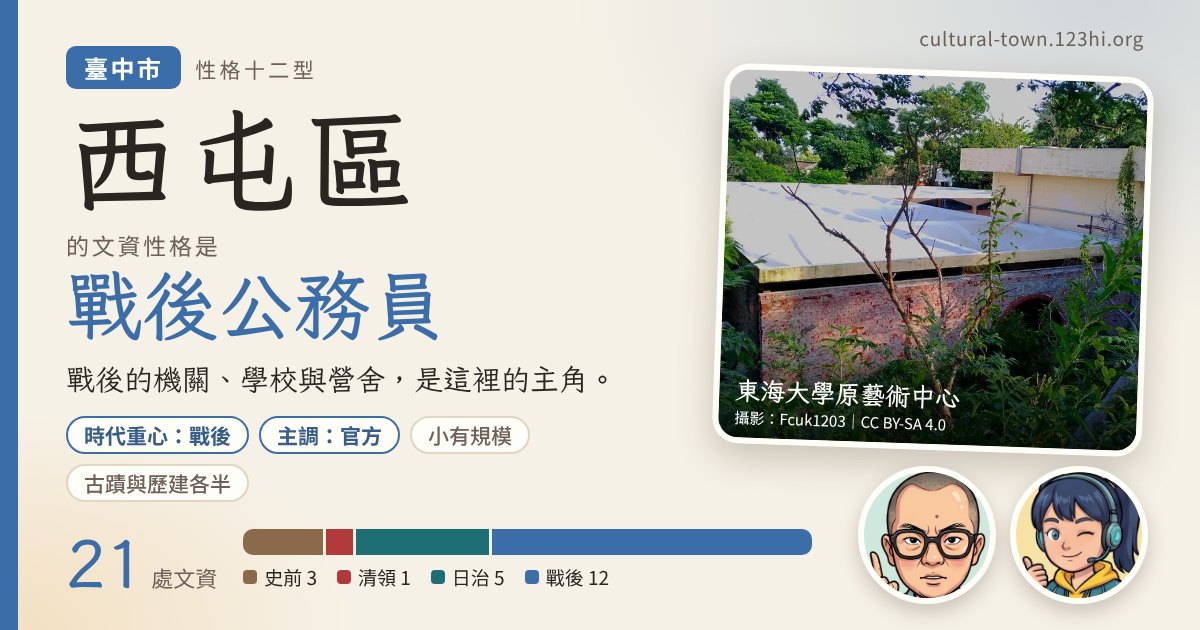 cultural-town.123hi.org
臺中市 性格十二型
西屯區
的文資性格是
戰後公務員
戰後的機關、學校與營舍，是這裡的主角。
時代重心：戰後 主調：官方 小有規模
古蹟與歷建各半
東海大學原藝術中心
攝影：Fcuk1203｜CC BY-SA 4.0
21 處文資
史前 3 清領 1 日治 5 戰後 12